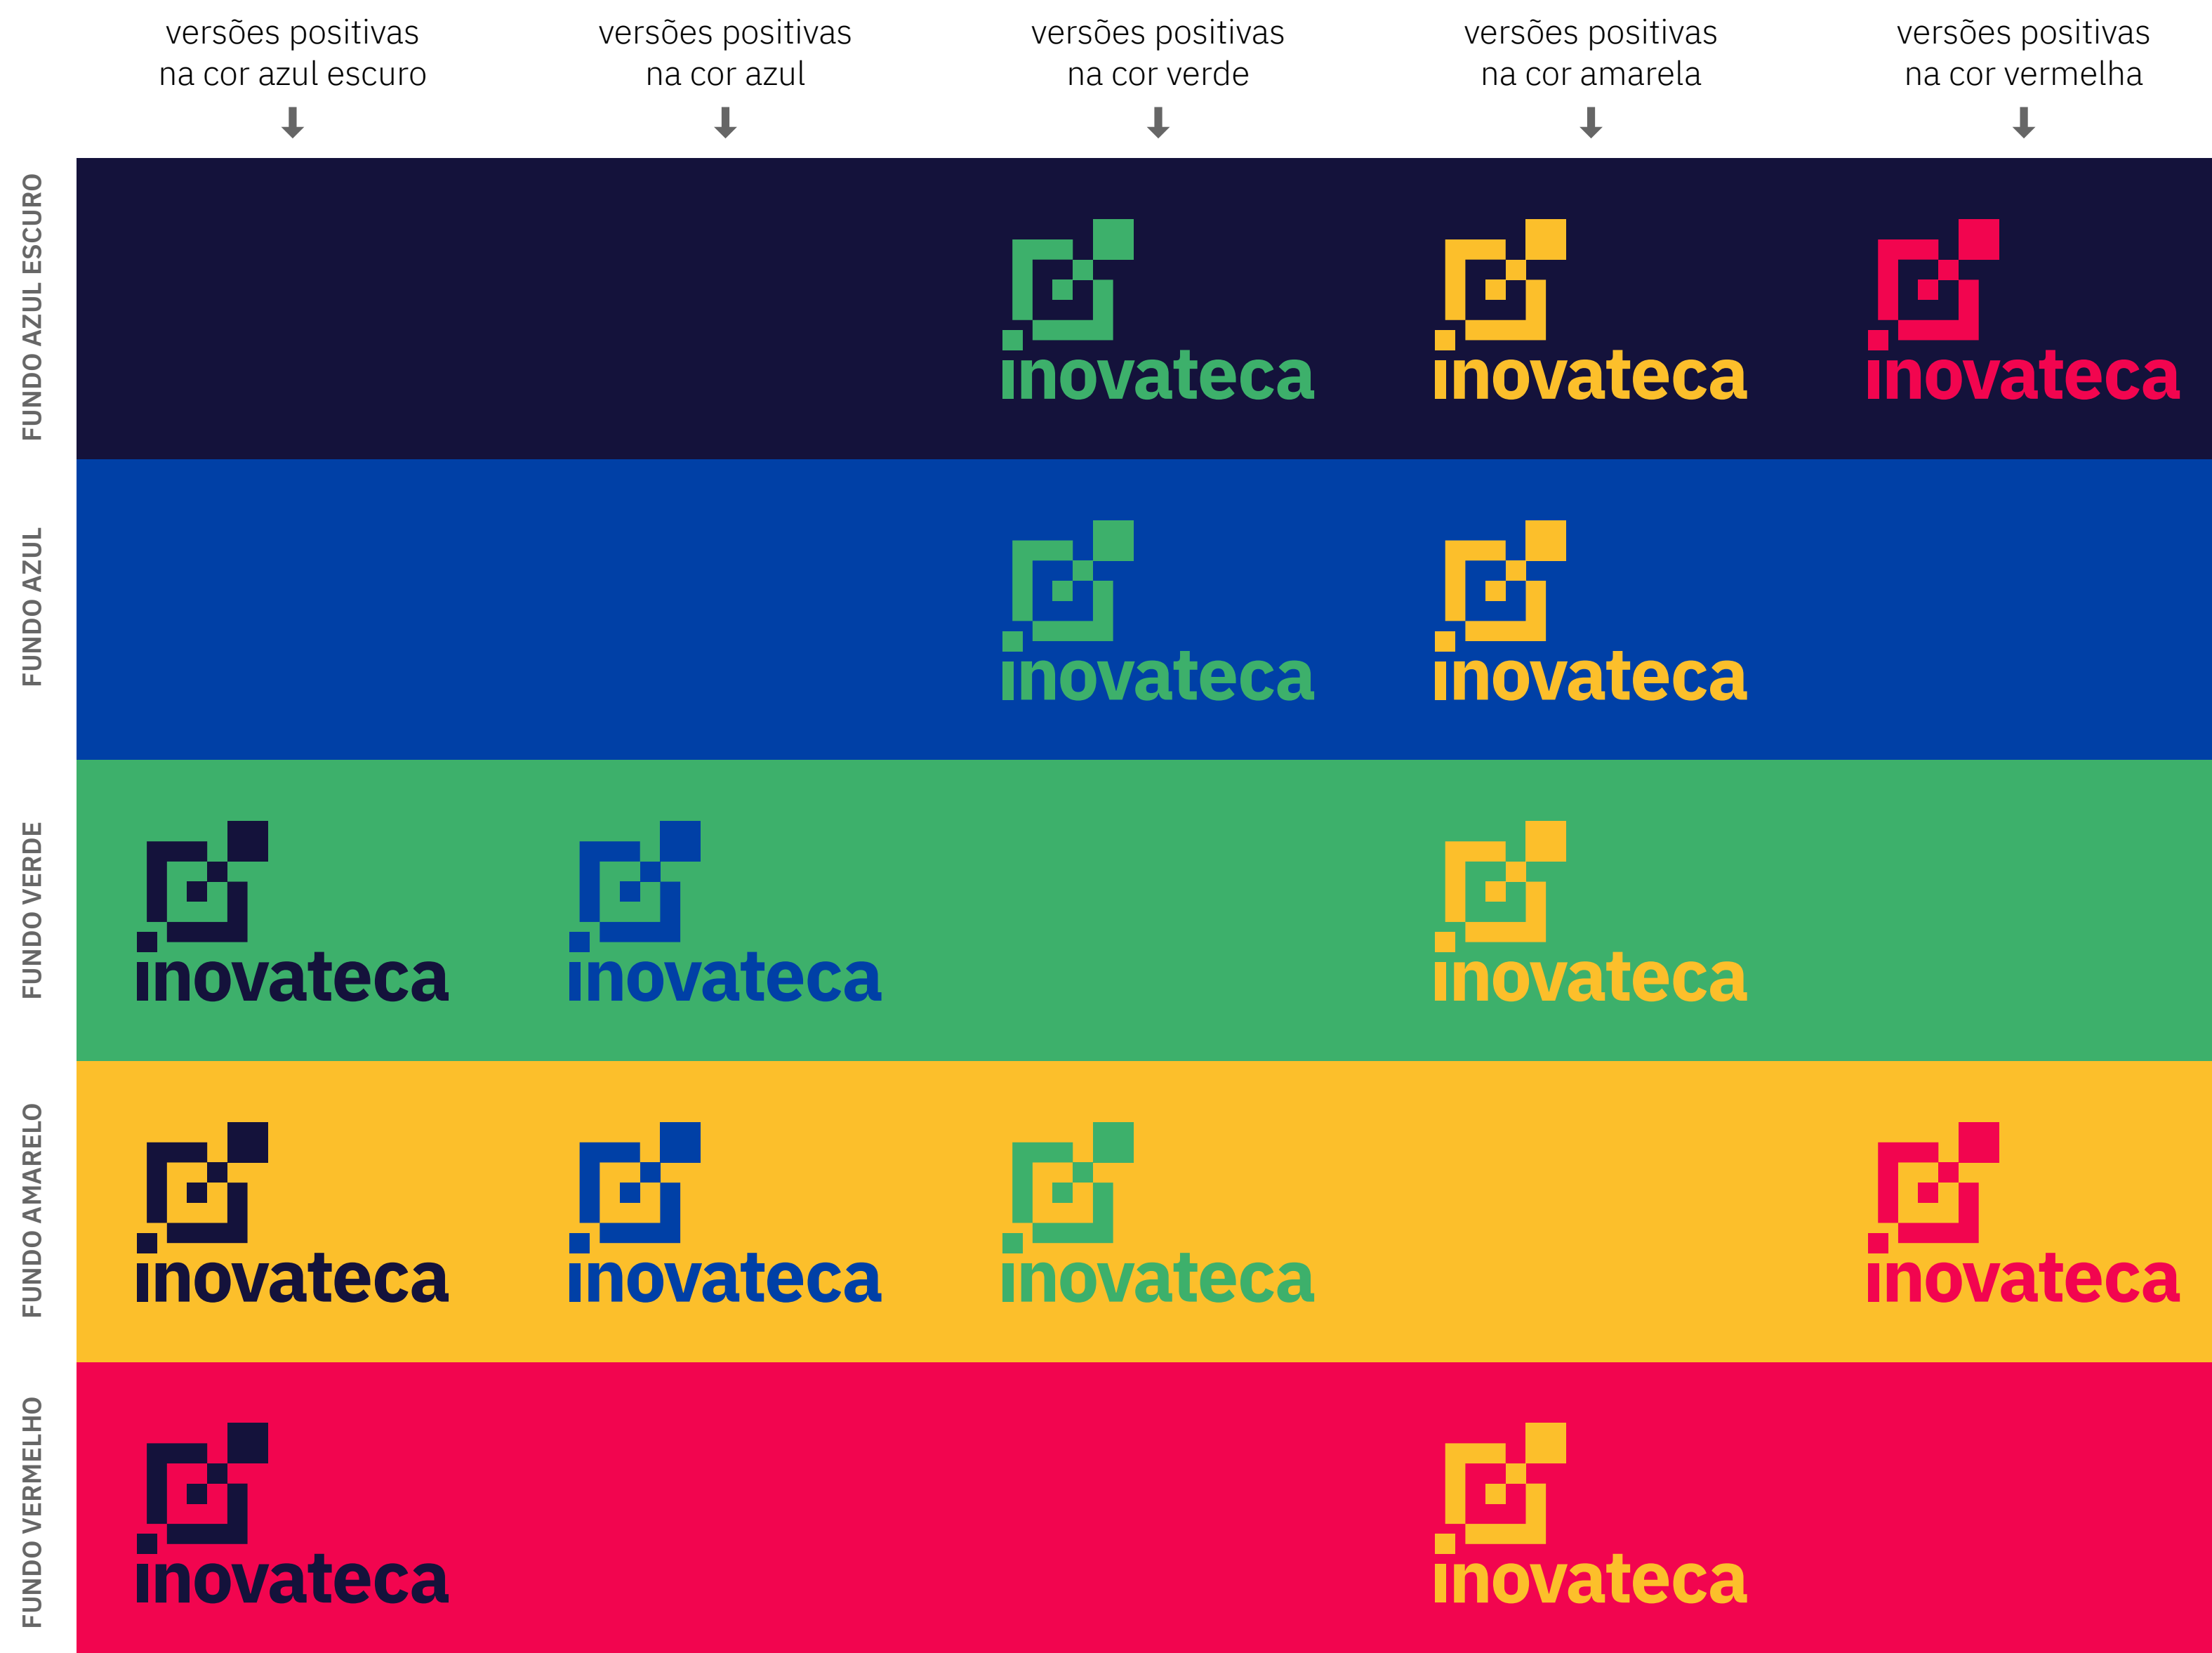 versões positivas
na cor azul escuro
versões positivas
na cor azul
versões positivas
na cor verde
versões positivas
na cor amarela
versões positivas
na cor vermelha
FUNDO AZUL ESCURO
inovateca
inovateca
inovateca
FUNDO AZUL
inovateca
inovateca
FUNDO VERDE
inovateca
inovateca
inovateca
FUNDO AMARELO
inovateca
inovateca
inovateca
inovateca
FUNDO VERMELHO
inovateca
inovateca